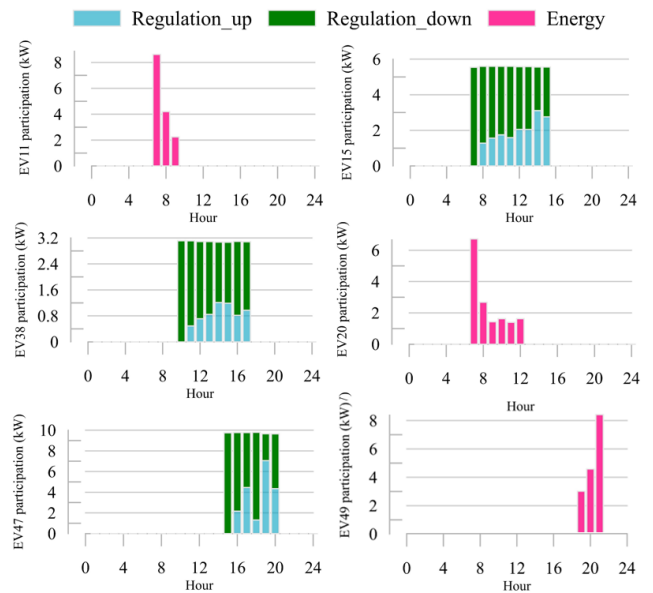 Regulation_up Regulation_down Energy
EV11 participation (kW)
8
6
4
2
0
0 4 8 12 16 20 24
Hour
EV15 participation (kW)
6
4
2
0
0 4 8 12 16 20 24
Hour
EV38 participation (kW)
3.2
2.4
1.6
0.8
0
0 4 8 12 16 20 24
Hour
EV20 participation (kW)
6
4
2
0
0 4 8 12 16 20 24
Hour
EV47 participation (kW)
10
8
6
4
2
0
0 4 8 12 16 20 24
Hour
EV49 participation (kW)/)
8
6
4
2
0
0 4 8 12 16 20 24
Hour